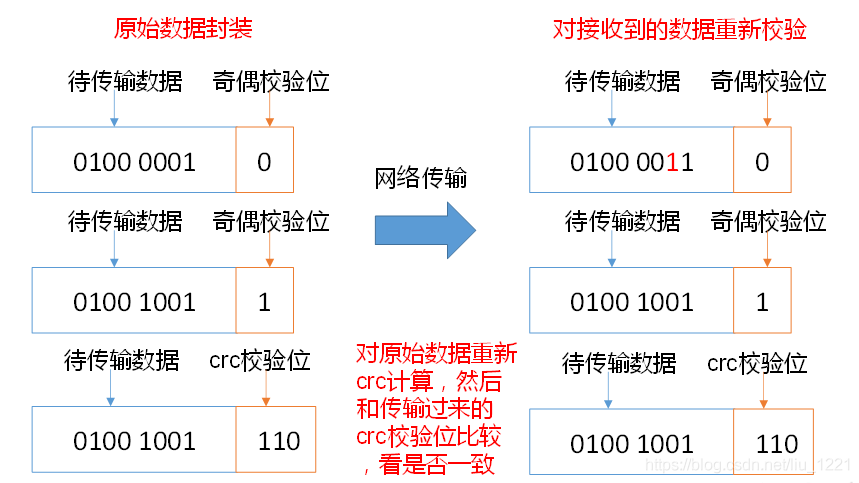 原始数据封装
对接收到的数据重新校验
待传输数据 奇偶校验位
0100 0001 0
待传输数据 奇偶校验位
0100 1001 1
待传输数据 crc校验位
0100 1001 110
网络传输
对原始数据重新
crc计算，然后
和传输过来的
crc校验位比较
，看是否一致
待传输数据 奇偶校验位
0100 0011 0
待传输数据 奇偶校验位
0100 1001 1
待传输数据 crc校验位
0100 1001 110
https://blog.csdn.net/liu_1221